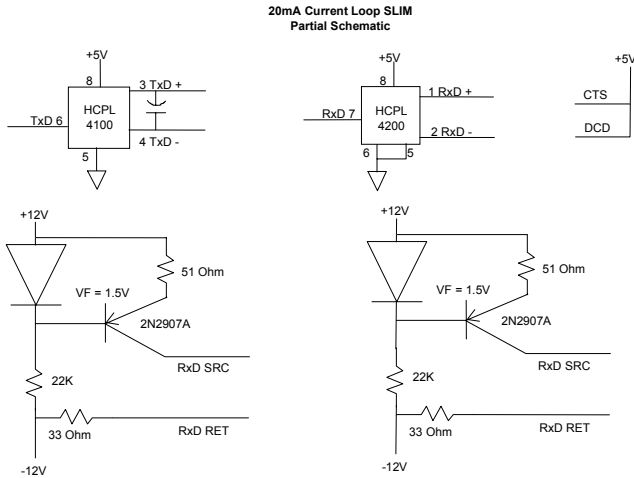 20mA Current Loop SLIM
Partial Schematic
+5V
8
3 TxD +
HCPL
4100
TxD 6
4 TxD -
5
+5V
8
1 RxD +
HCPL
4200
RxD 7
2 RxD -
6
5
+5V
CTS
DCD
+12V
51 Ohm
VF = 1.5V
2N2907A
RxD SRC
22K
33 Ohm
RxD RET
-12V
+12V
51 Ohm
VF = 1.5V
2N2907A
RxD SRC
22K
33 Ohm
RxD RET
-12V